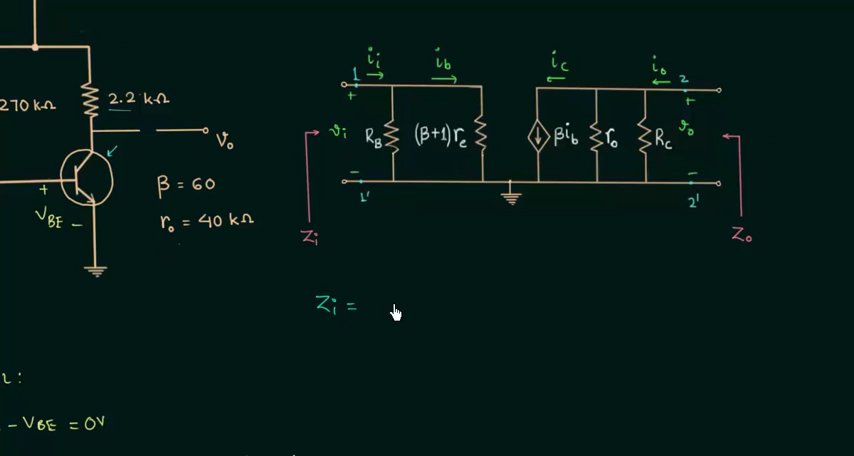 270 kΩ
2.2 kΩ
Vo
+
VBE -
β = 60
ro = 40 kΩ
1
ii
ib
ic
io
2
+
vi
RB
(β+1)re
βib
ro
RC
vo
+
-
1'
-
2'
Zi
Zo
Zi =
n:
- VBE = 0V